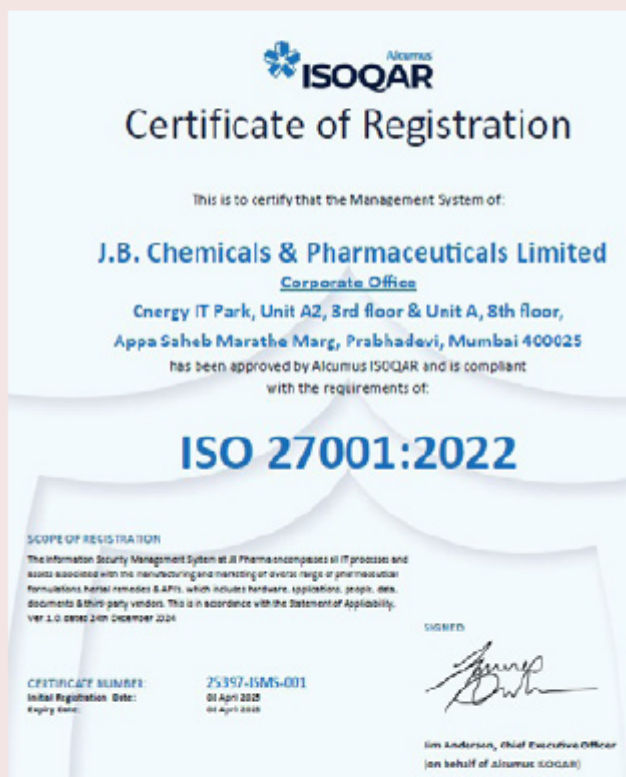 Alcumus
ISOQAR
Certificate of Registration
This is to certify that the Management System of:
J.B. Chemicals & Pharmaceuticals Limited
Corporate Office
Cnergy IT Park, Unit A2, 3rd floor & Unit A, 8th floor,
Appa Saheb Marathe Marg, Prabhadevi, Mumbai 400025
has been approved by Alcumus ISOQAR and is compliant
with the requirements of:
ISO 27001:2022
SCOPE OF REGISTRATION
The Information Security Management System at JB Pharma encompasses all IT processes and
assets associated with the manufacturing and marketing of diverse range of pharmaceutical
formulations herbal remedies & APIs, which includes hardware, applications, people, data,
documents & third-party vendors. This is in accordance with the Statement of Applicability,
Ver 1.0 dated 24th December 2024
SIGNED
CERTIFICATE NUMBER: 25397-ISMS-001
Initial Registration Date: April 2025
Expiry Date: April
Jim Anderson, Chief Executive Officer
(on behalf of Alcumus ISOQAR)